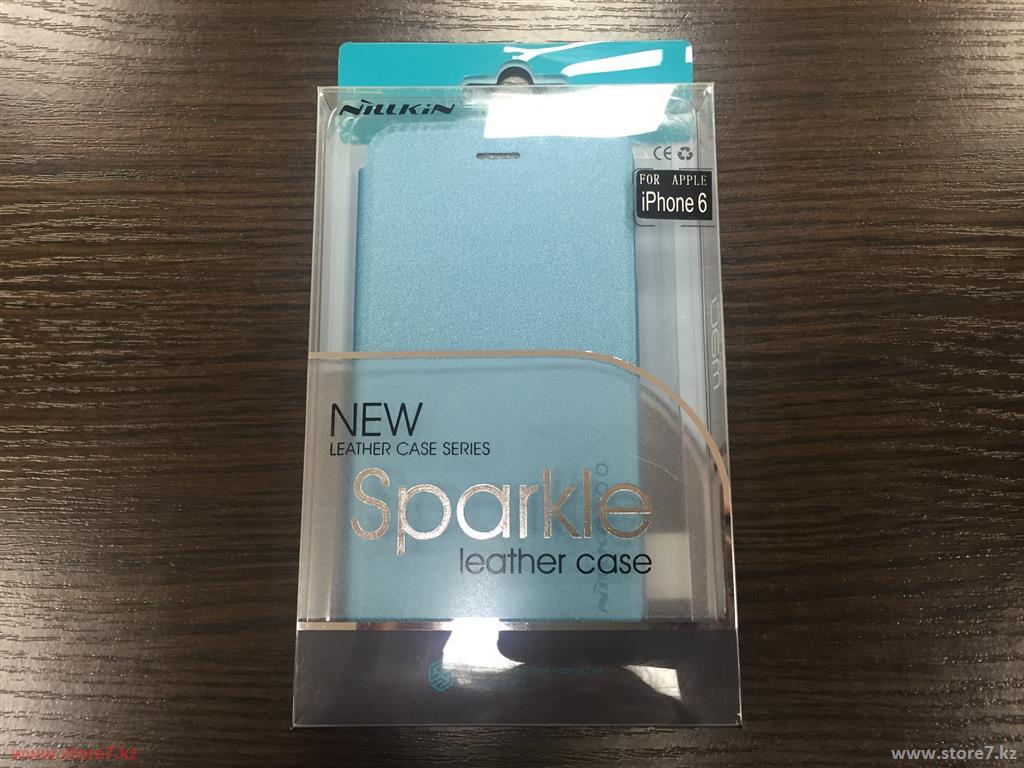 NILLKIN
CE
FOR APPLE
iPhone 6
NEW
LEATHER CASE SERIES
Sparkle
leather case
Accessories
www.store7.kz
www.store7.kz